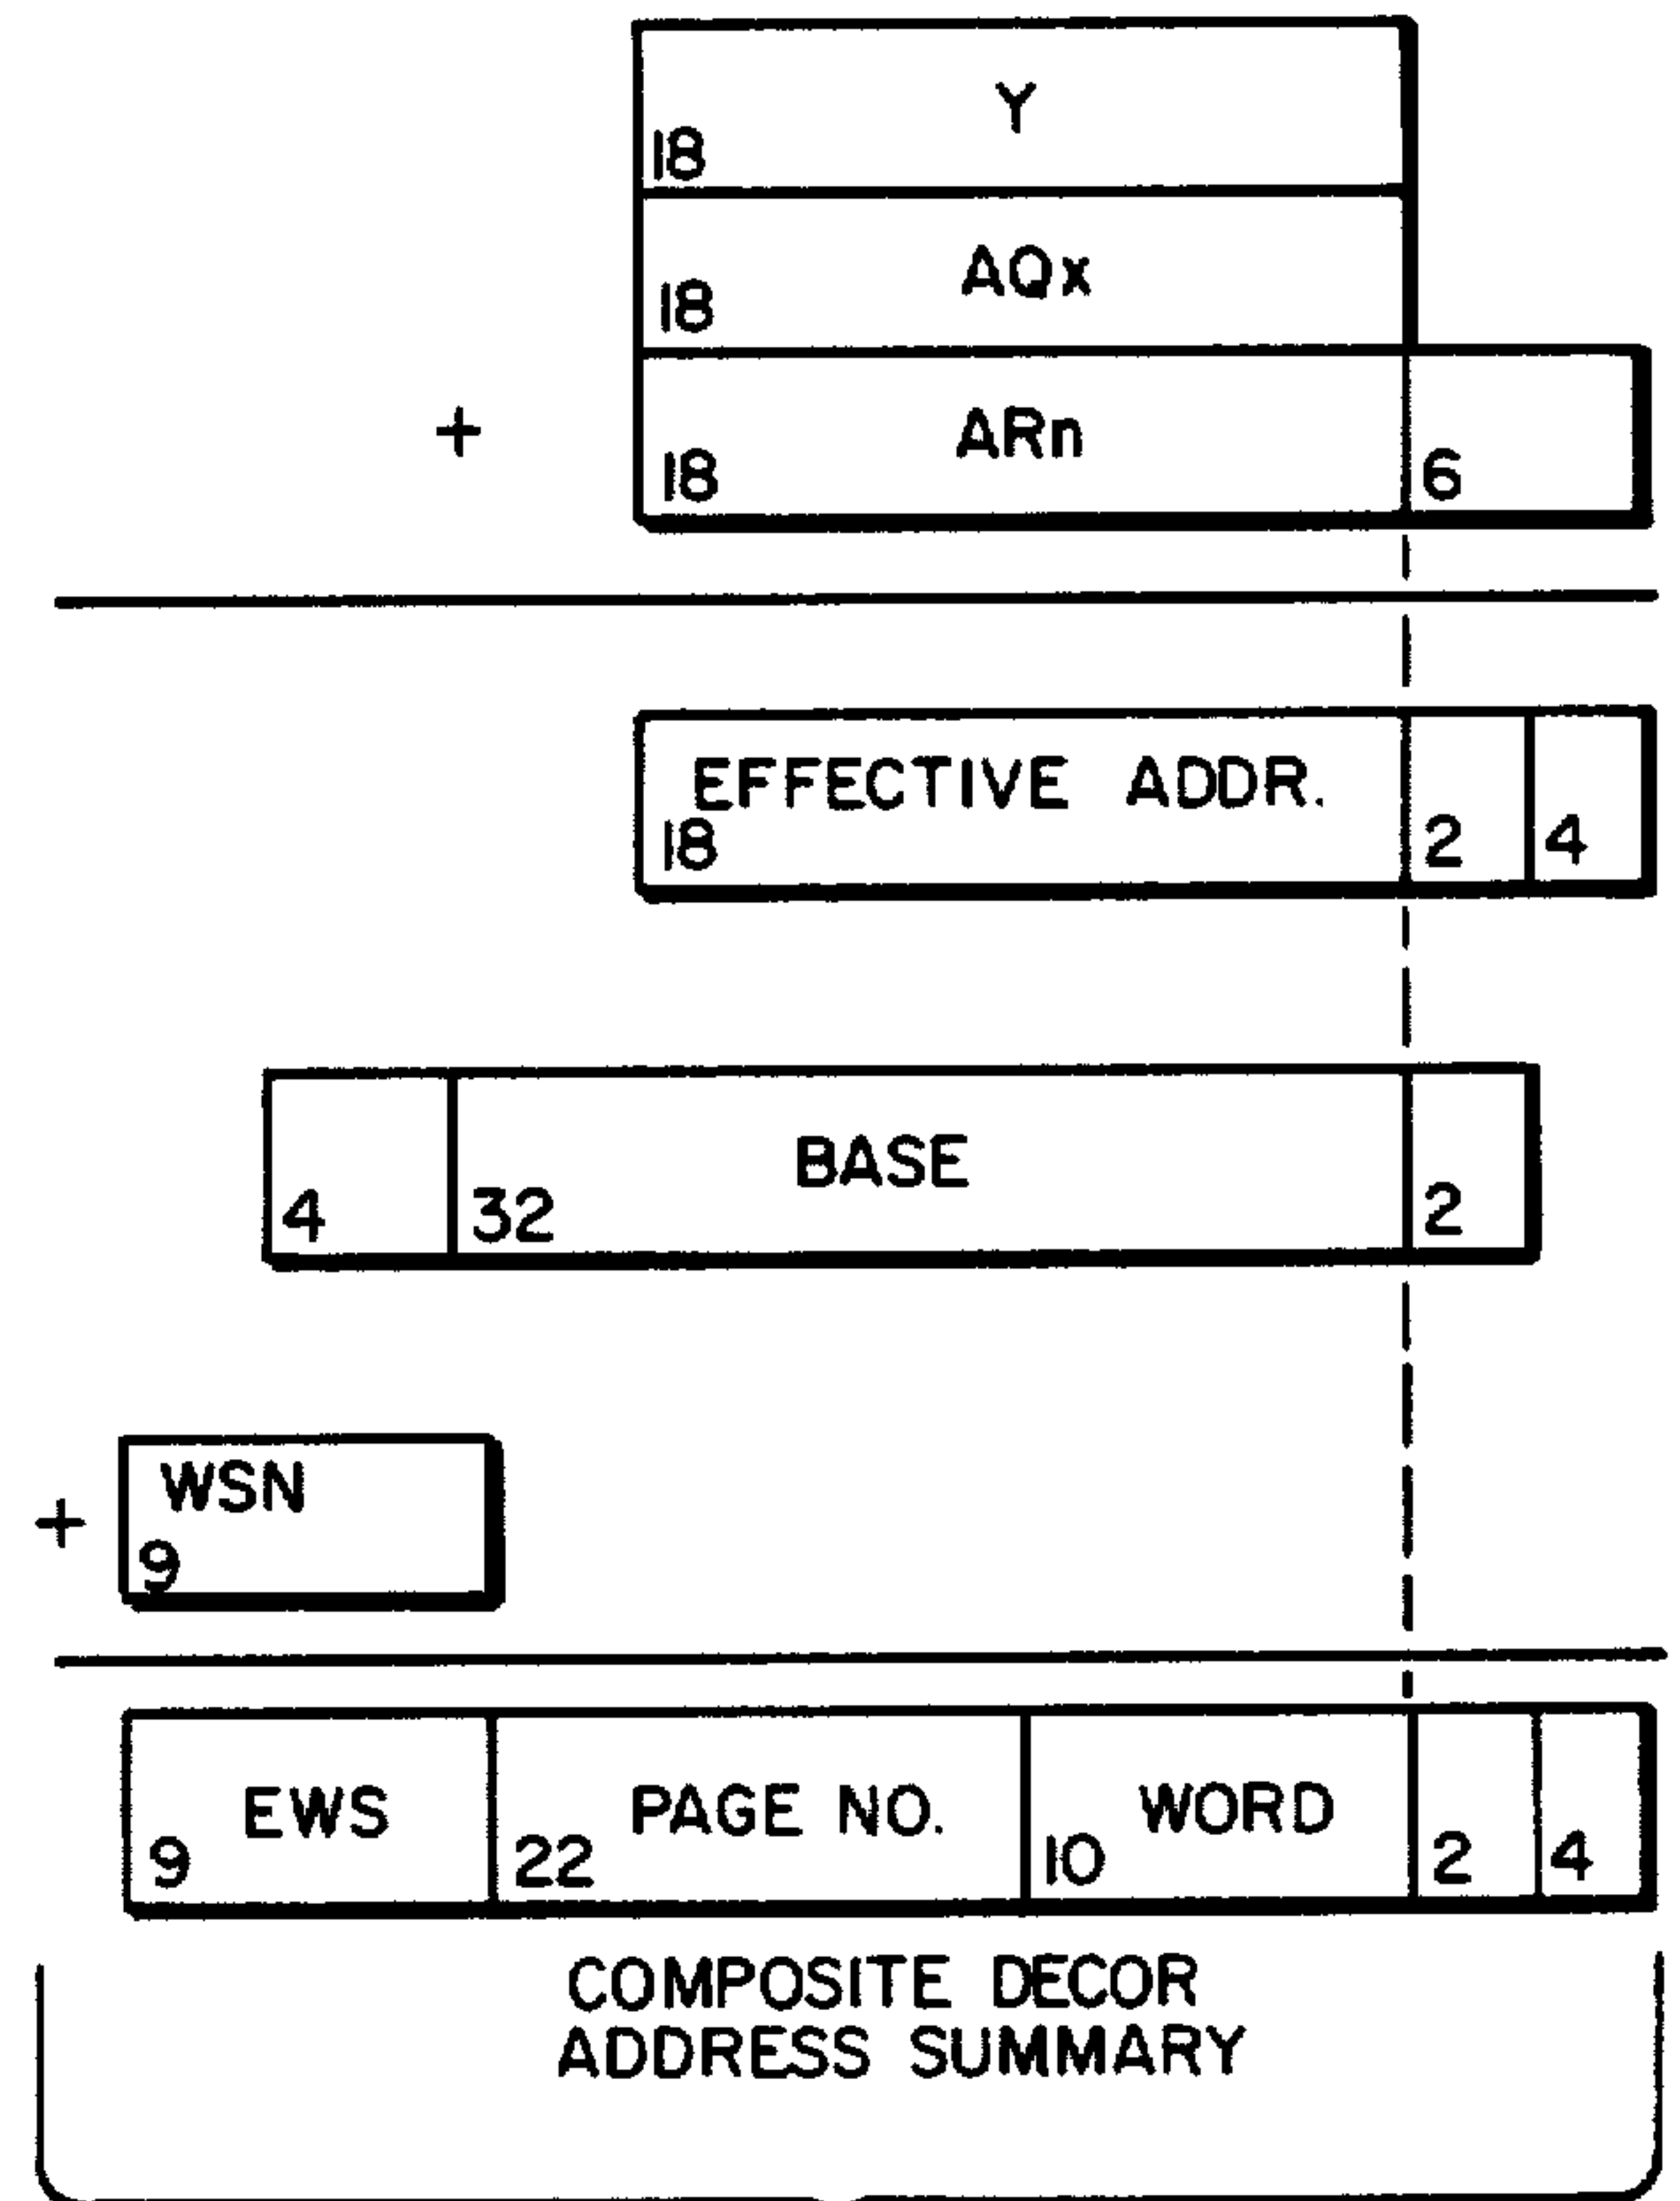 Y
18
AQx
18
+ ARn
18 6
EFFECTIVE ADDR.
18 2 4
BASE
4 32 2
WSN
+
9
EWS PAGE NO. WORD
9 22 10 2 4
COMPOSITE DECOR
ADDRESS SUMMARY